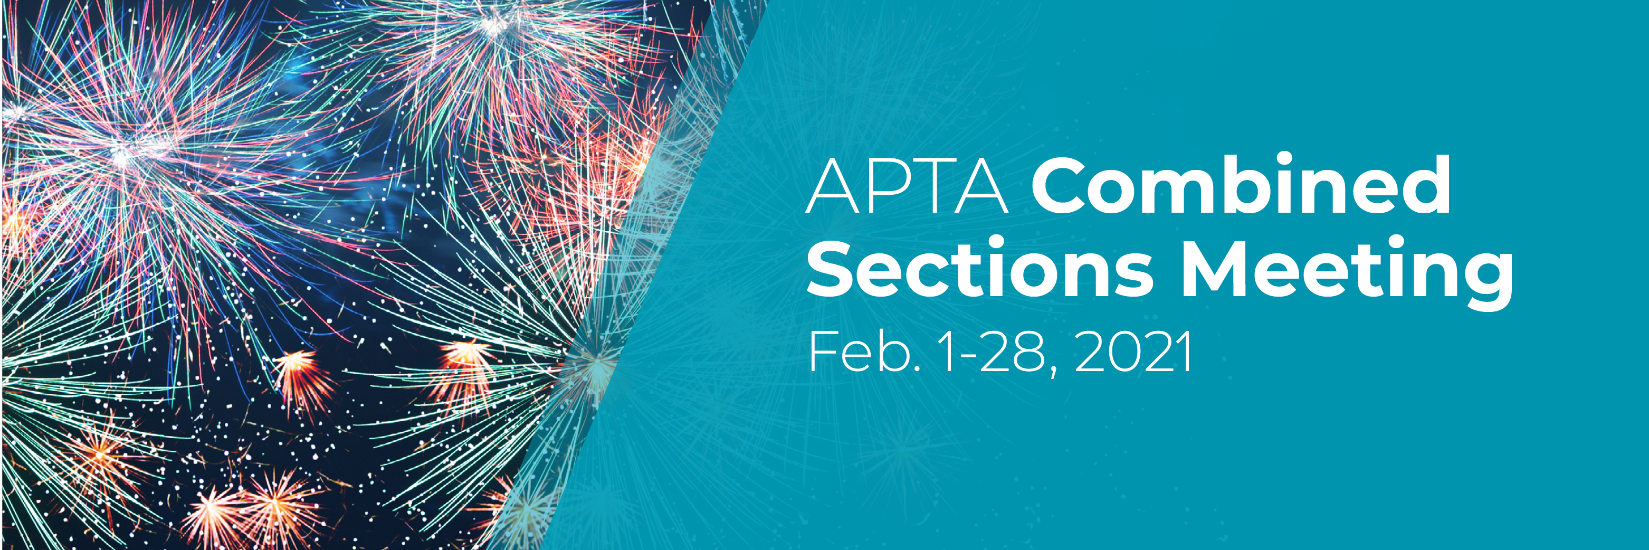 APTA Combined
Sections Meeting
Feb. 1-28, 2021